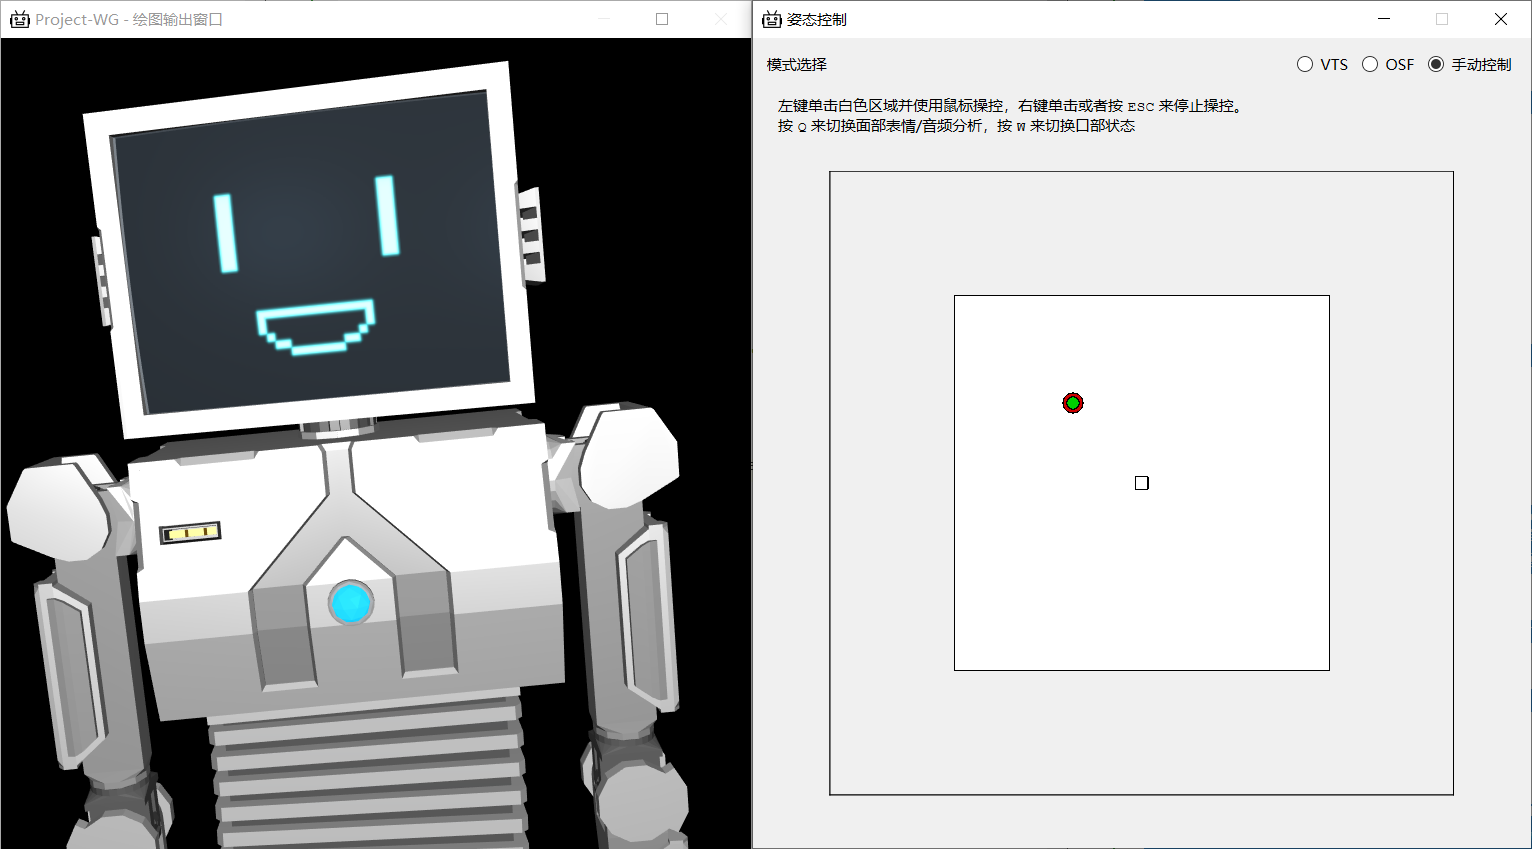 Project-WG - 绘图输出窗口
姿态控制
模式选择
VTS
OSF
手动控制
左键单击白色区域并使用鼠标操控，右键单击或者按 ESC 来停止操控。
按 Q 来切换面部表情/音频分析，按 W 来切换口部状态